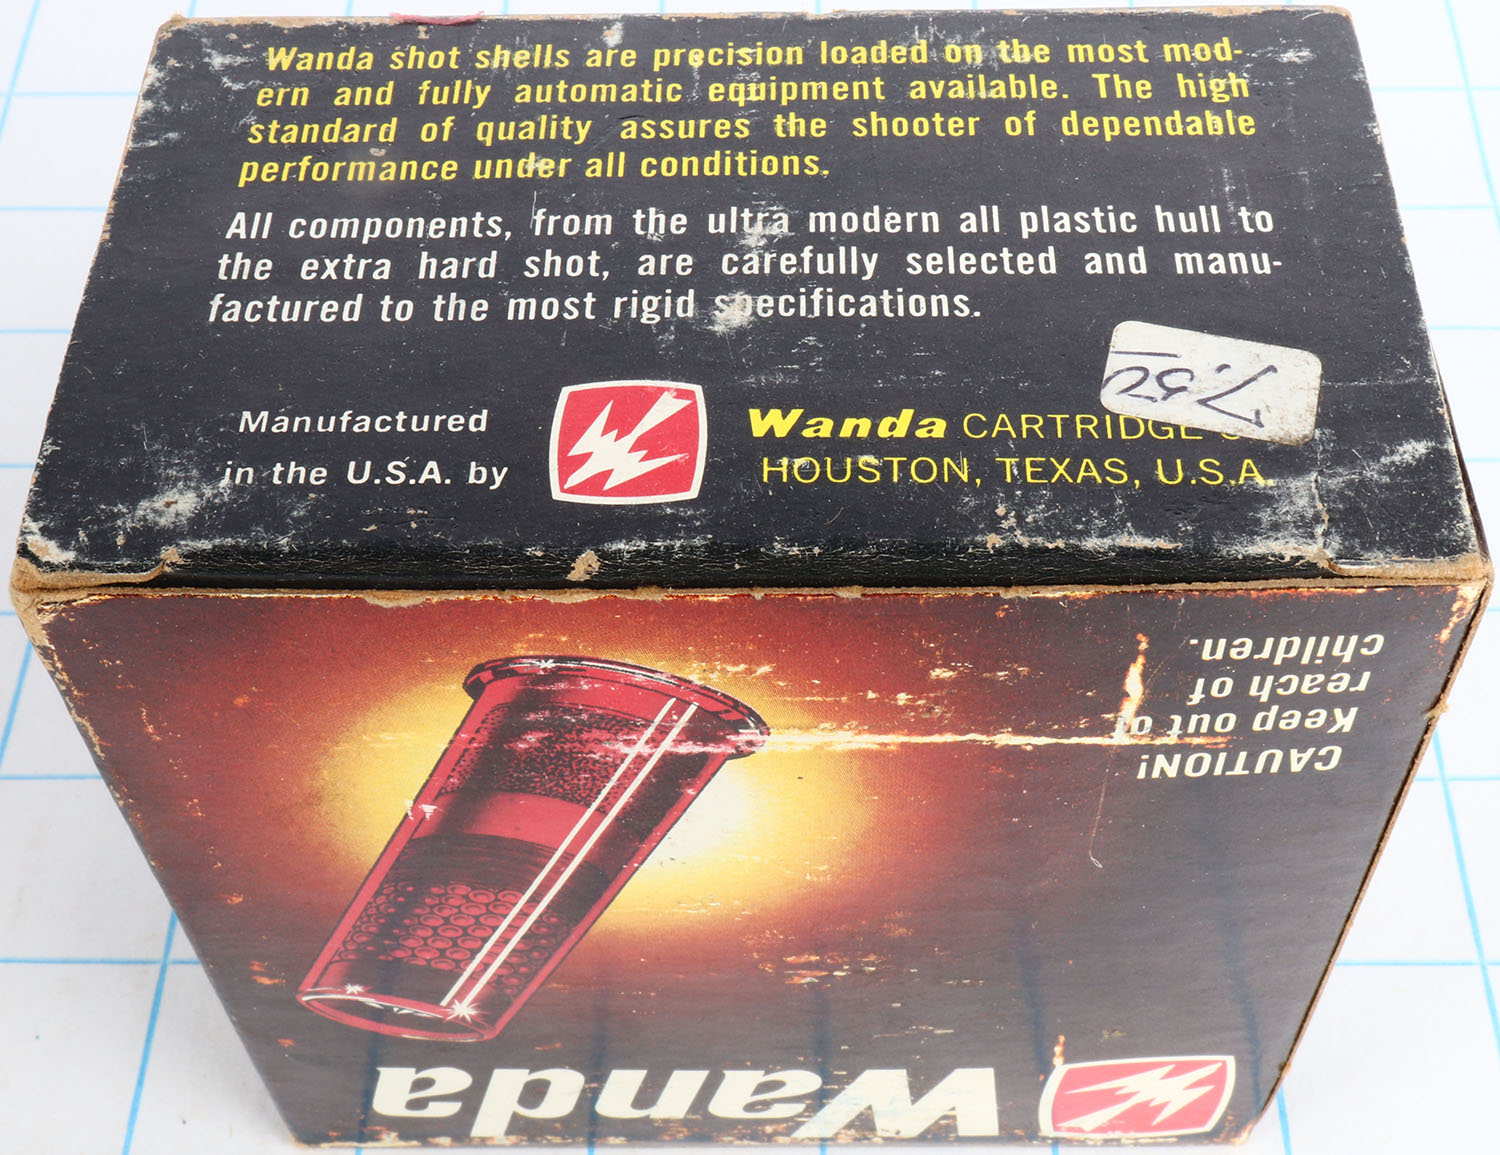 Wanda shot shells are precision loaded on the most mod-
ern and fully automatic equipment available. The high
standard of quality assures the shooter of dependable
performance under all conditions.
All components, from the ultra modern all plastic hull to
the extra hard shot, are carefully selected and manu-
factured to the most rigid specifications.
Manufactured
in the U.S.A. by
Wanda CARTRIDGE
HOUSTON, TEXAS, U.S.A.
7.50
CAUTION!
Keep out of
reach of
children.
Wanda